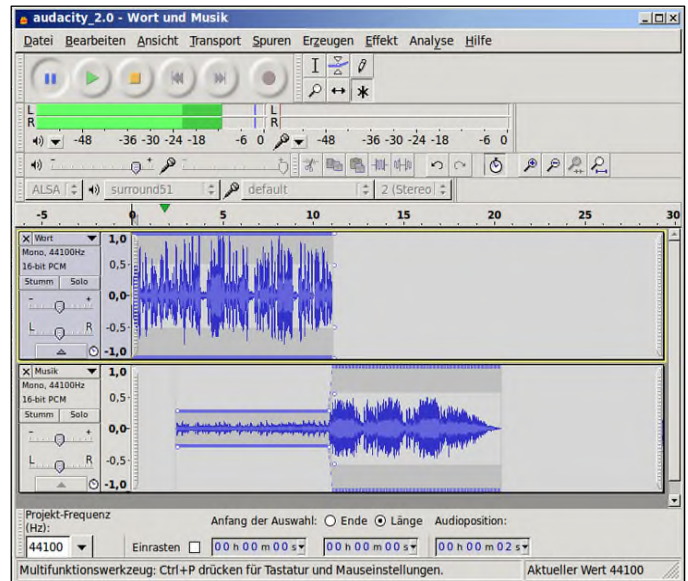 audacity_2.0 - Wort und Musik
Datei Bearbeiten Ansicht Transport Spuren Erzeugen Effekt Analyse Hilfe
L L
R R
-48 -36 -30 -24 -18 -6 0 -48 -36 -30 -24 -18 -6 0
- + -
ALSA surround51 default 2 (Stereo
-5 0 5 10 15 20 25 30
X Wort 1,0
Mono, 44100Hz
16-bit PCM 0,5
Stumm Solo
- + 0,0
L R -0,5
-1,0
X Musik 1,0
Mono, 44100Hz
16-bit PCM 0,5
Stumm Solo
- + 0,0
L R -0,5
-1,0
Projekt-Frequenz
(Hz): Anfang der Auswahl: Ende Länge Audioposition:
44100 Einrasten 00 h 00 m 00 s 00 h 00 m 00 s 00 h 00 m 02 s
Multifunktionswerkzeug: Ctrl+P drücken für Tastatur und Mauseinstellungen. Aktueller Wert 44100